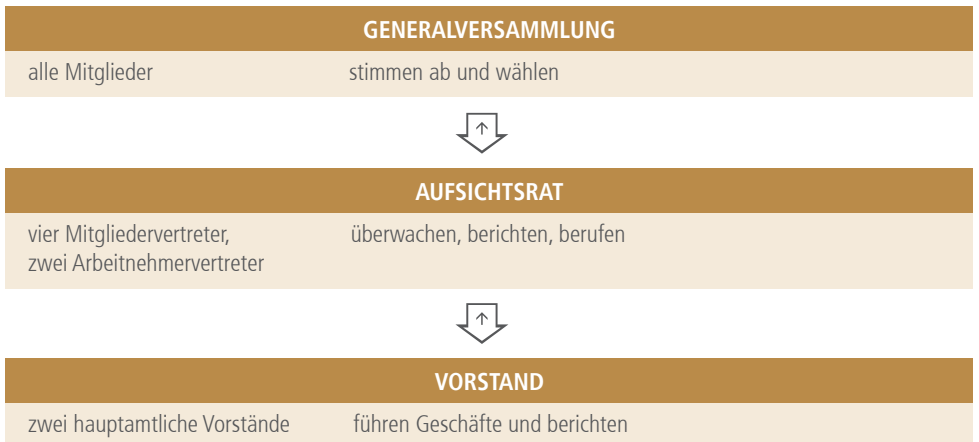 GENERALVERSAMMLUNG
alle Mitglieder stimmen ab und wählen
AUFSICHTSRAT
vier Mitgliedervertreter, überwachen, berichten, berufen
zwei Arbeitnehmervertreter
VORSTAND
zwei hauptamtliche Vorstände führen Geschäfte und berichten